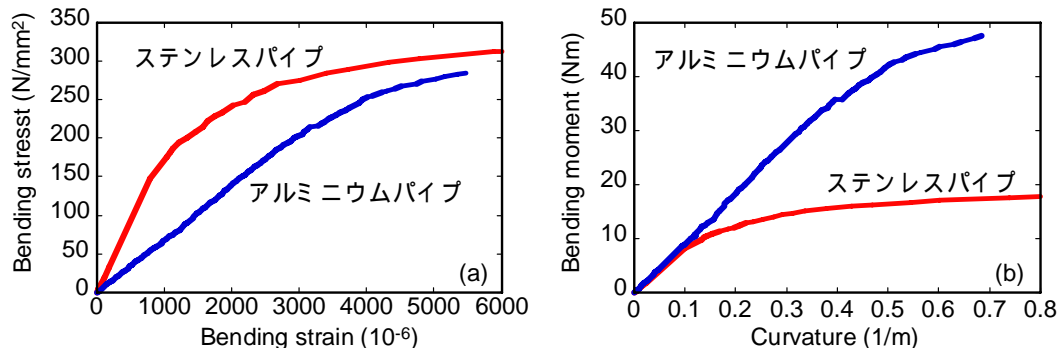 Bending stresst (N/mm²)
350
300
250
200
150
100
50
0
ステンレスパイプ
アルミニウムパイプ
(a)
0 1000 2000 3000 4000 5000 6000
Bending strain (10⁻⁶)
Bending moment (Nm)
50
40
30
20
10
0
アルミニウムパイプ
ステンレスパイプ
(b)
0 0.1 0.2 0.3 0.4 0.5 0.6 0.7 0.8
Curvature (1/m)